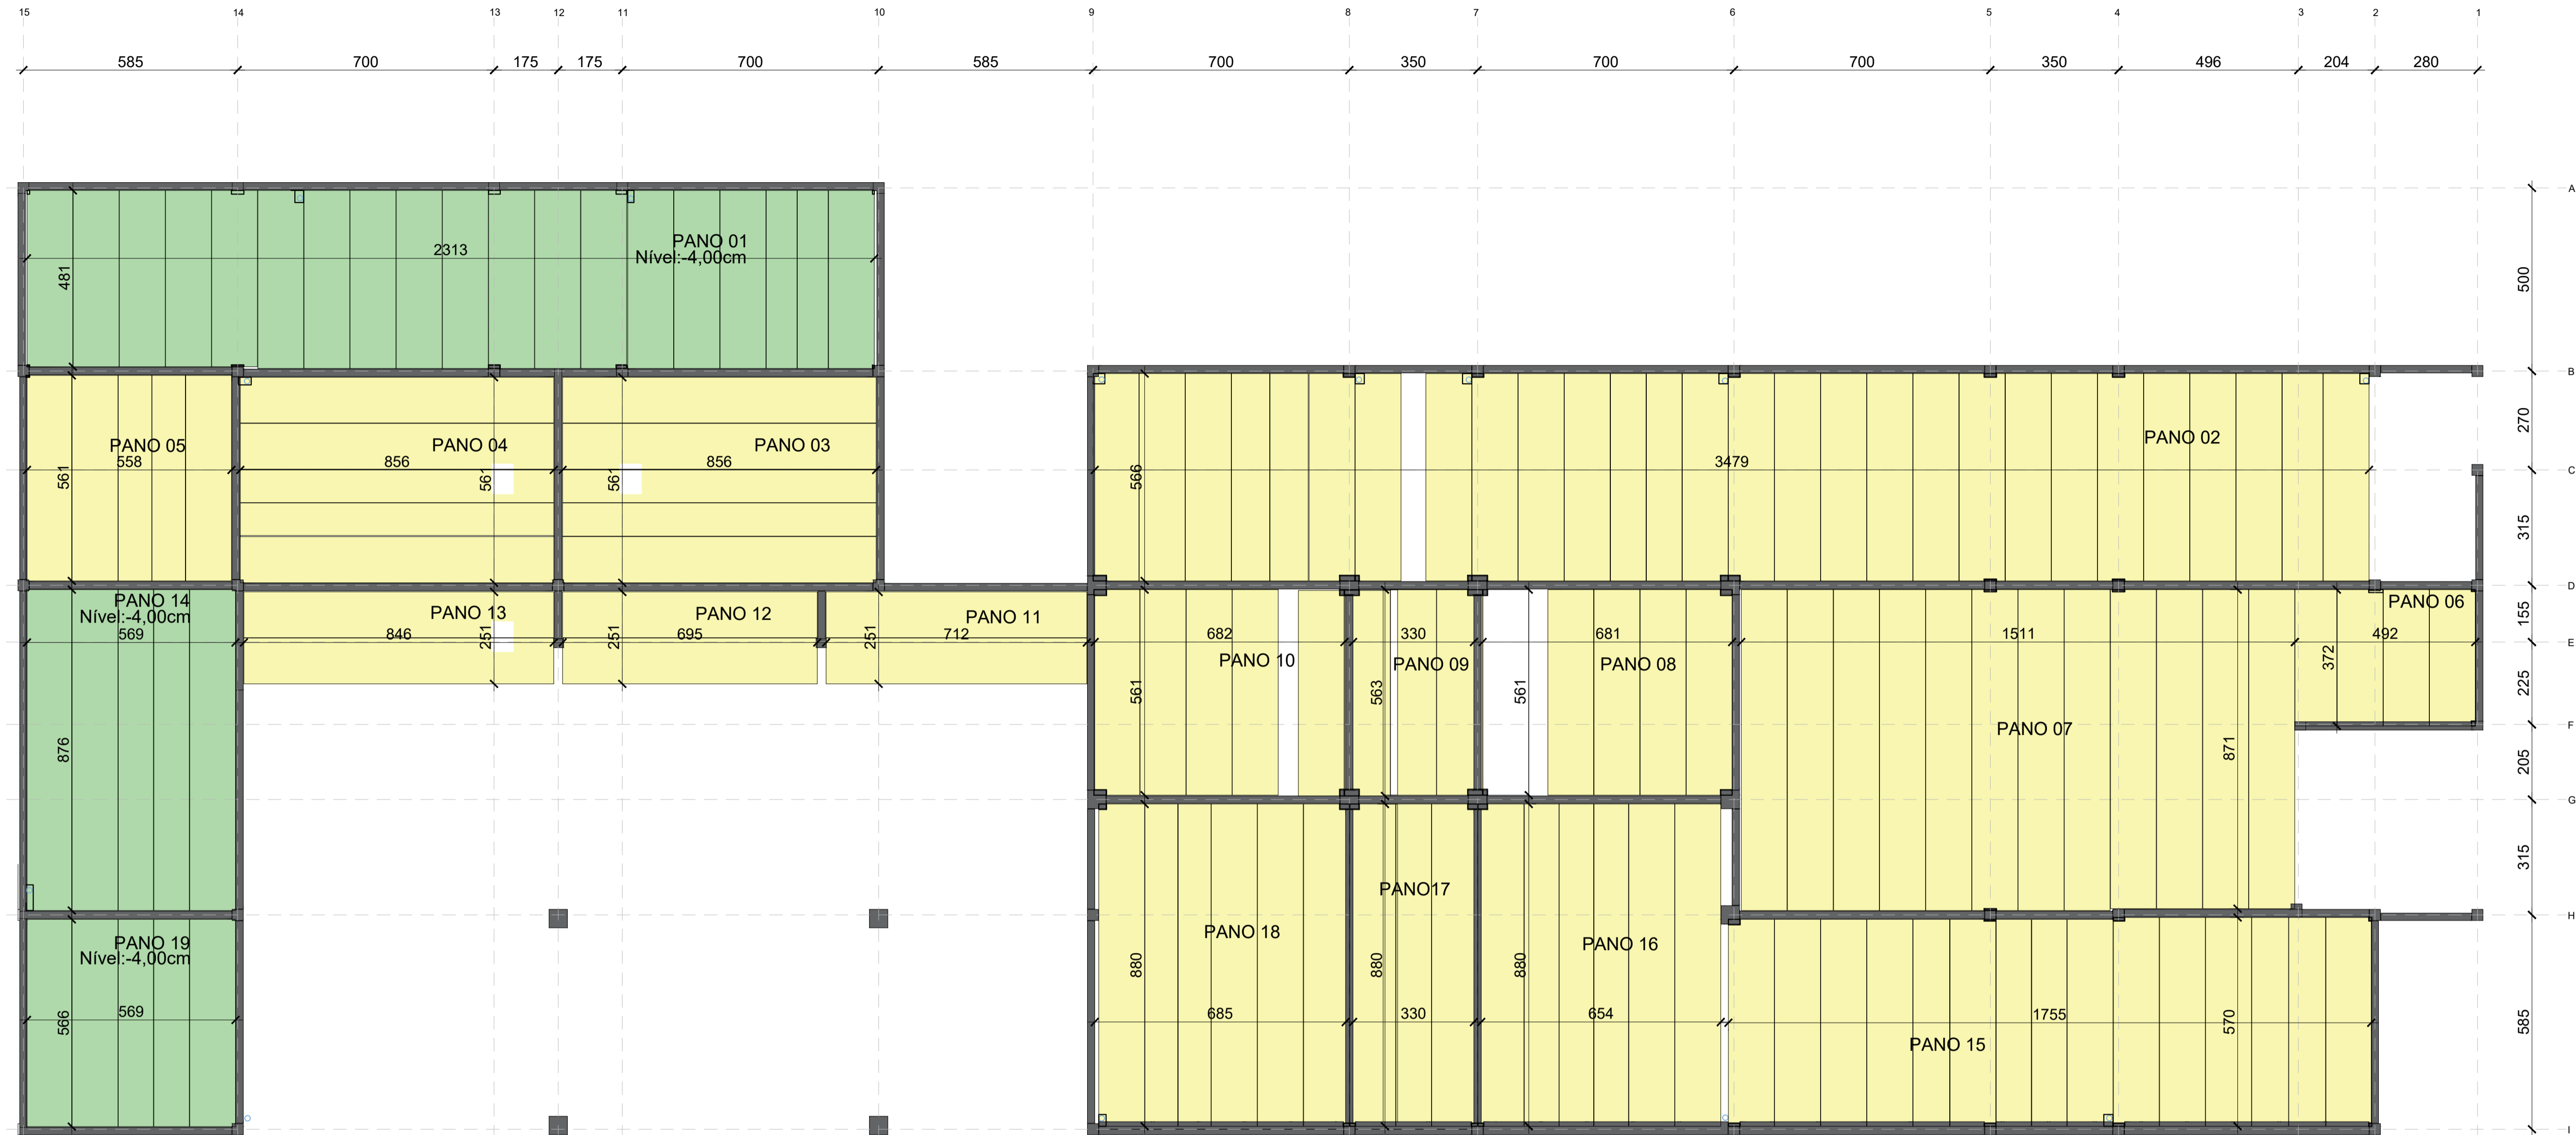 15 14 13 12 11 10 9 8 7 6 5 4 3 2 1
585 700 175 175 700 585 700 350 700 700 350 496 204 280
A
PANO 01
2313
Nível:-4,00cm
481
500
B
270
PANO 02
PANO 05
PANO 04
PANO 03
558
856
856
3479
561
561
561
566
C
315
D
PANO 14
Nível:-4,00cm
569
PANO 13
846
251
PANO 12
695
251
PANO 11
712
251
682
PANO 10
561
330
PANO 09
563
681
PANO 08
561
1511
PANO 07
871
PANO 06
492
372
155
E
225
F
876
205
G
315
PANO17
PANO 18
PANO 16
880
880
880
H
PANO 19
Nível:-4,00cm
569
566
685
330
654
1755
PANO 15
570
585
I